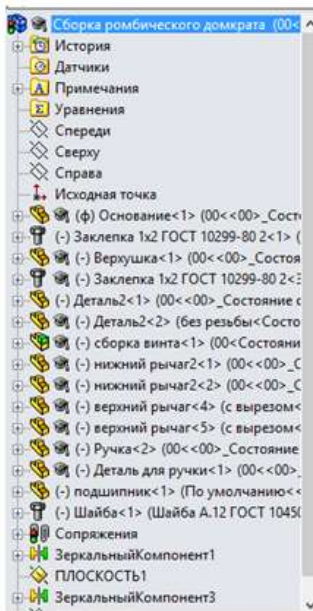 Сборка ромбического домкрата (00<
История
Датчики
Примечания
Уравнения
Спереди
Сверху
Справа
Исходная точка
(ф) Основание<1> (00<<00>_Сост
(-) Заклепка 1x2 ГОСТ 10299-80 2<1> (
(-) Верхушка<1> (00<<00>_Состоя
(-) Заклепка 1x2 ГОСТ 10299-80 2<3
(-) Деталь2<1> (00<<00>_Состояние с
(-) Деталь2<2> (без резьбы<Состо
(-) сборка винта<1> (00<Состояни
(-) нижний рычаг2<1> (00<<00>_С
(-) нижний рычаг2<2> (00<<00>_С
(-) верхний рычаг<4> (с вырезом<
(-) верхний рычаг<5> (с вырезом<
(-) Ручка<2> (00<<00>_Состояние
(-) Деталь для ручки<1> (00<<00>_
(-) подшипник<1> (По умолчанию<<
(-) Шайба<1> (Шайба A.12 ГОСТ 1045
Сопряжения
ЗеркальныйКомпонент1
ПЛОСКОСТЬ1
ЗеркальныйКомпонент3